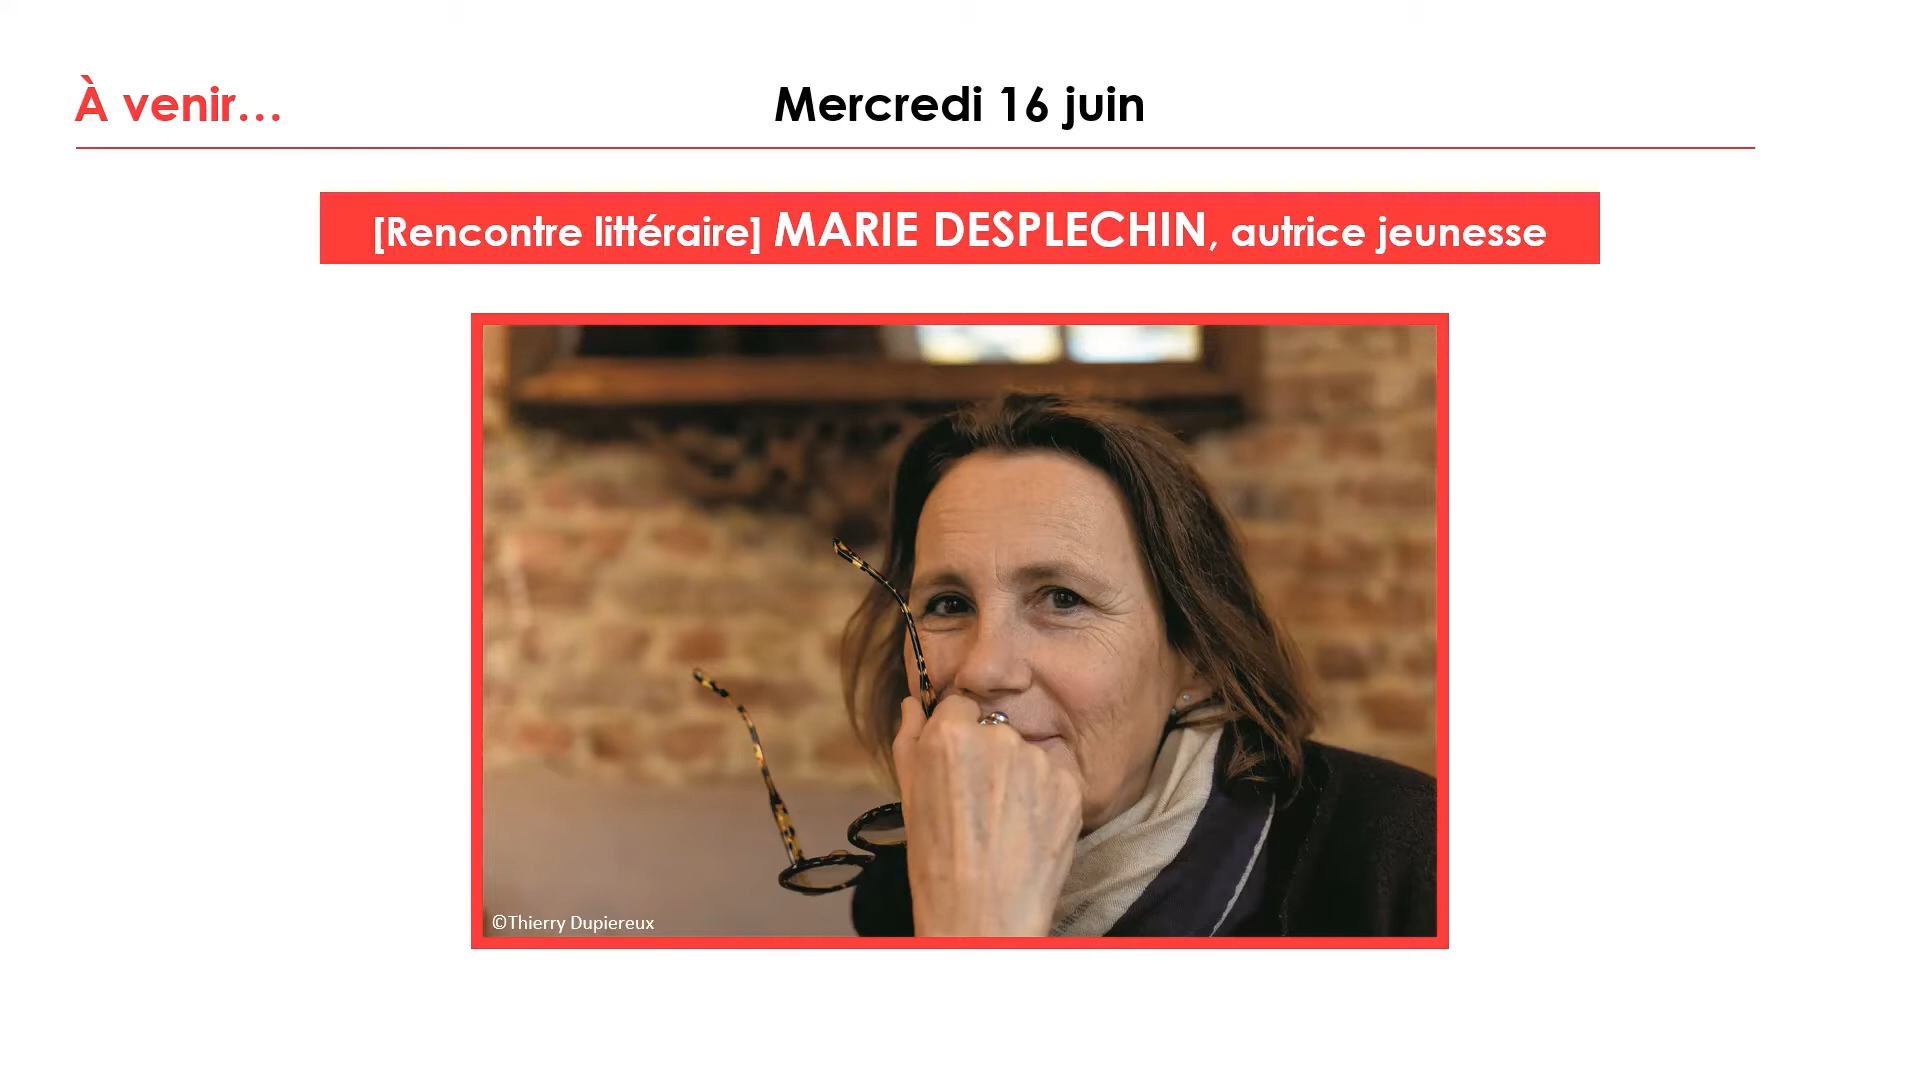 À venir…
Mercredi 16 juin
[Rencontre littéraire] MARIE DESPLECHIN, autrice jeunesse
©Thierry Dupiereux